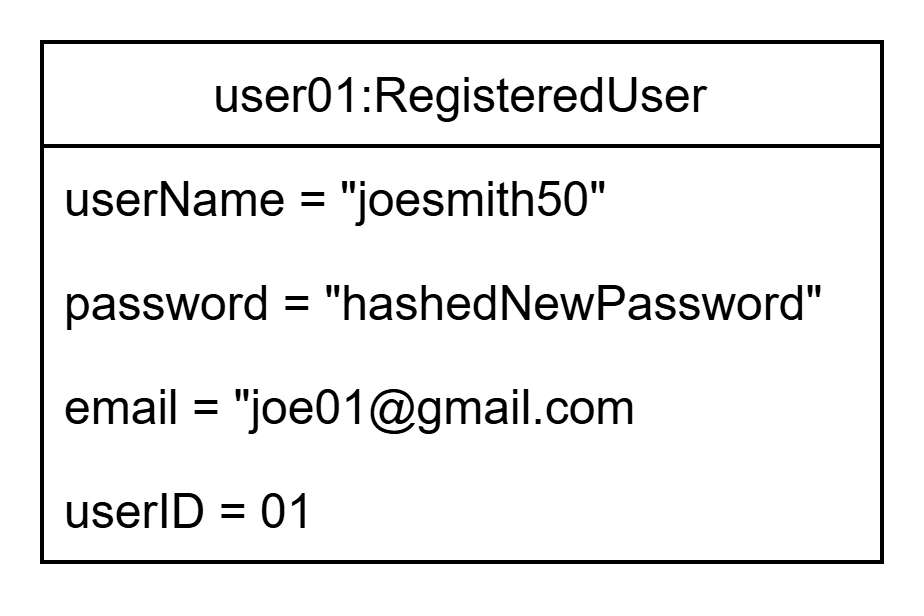 user01:RegisteredUser
userName = "joesmith50"
password = "hashedNewPassword"
email = "joe01@gmail.com
userID = 01